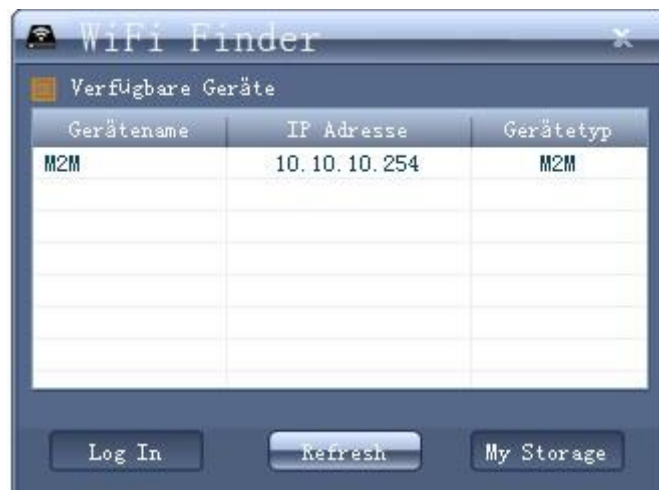 WiFi Finder
Verfügbare Geräte
Gerätename IP Adresse Gerätetyp
M2M 10.10.10.254 M2M
Log In Refresh My Storage